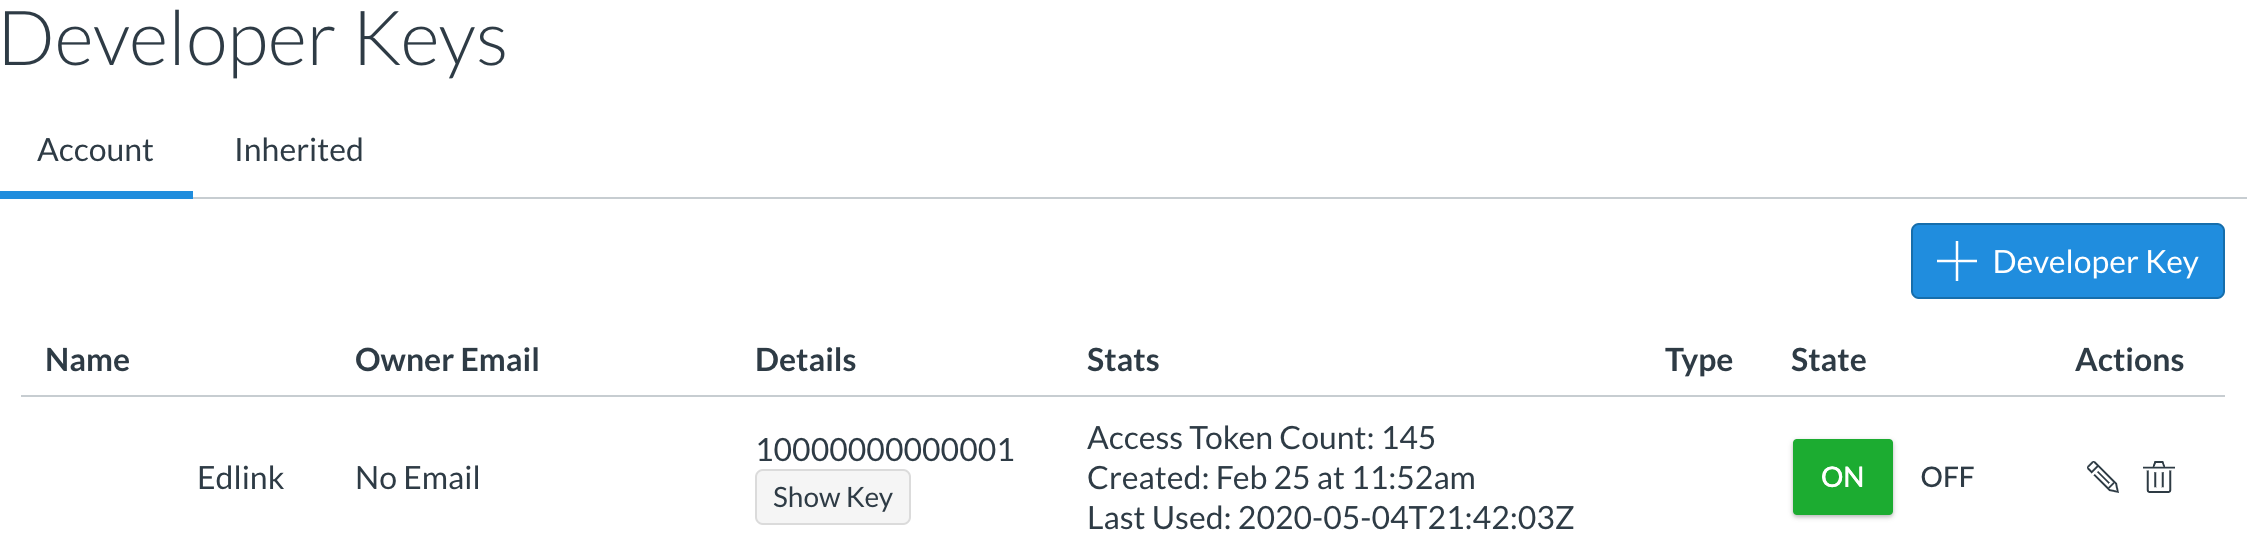 Developer Keys
Account Inherited
Developer Key
Name Owner Email Details Stats Type State Actions
Edlink No Email 10000000000001 Show Key Access Token Count: 145 ON OFF
Created: Feb 25 at 11:52am
Last Used: 2020-05-04T21:42:03Z